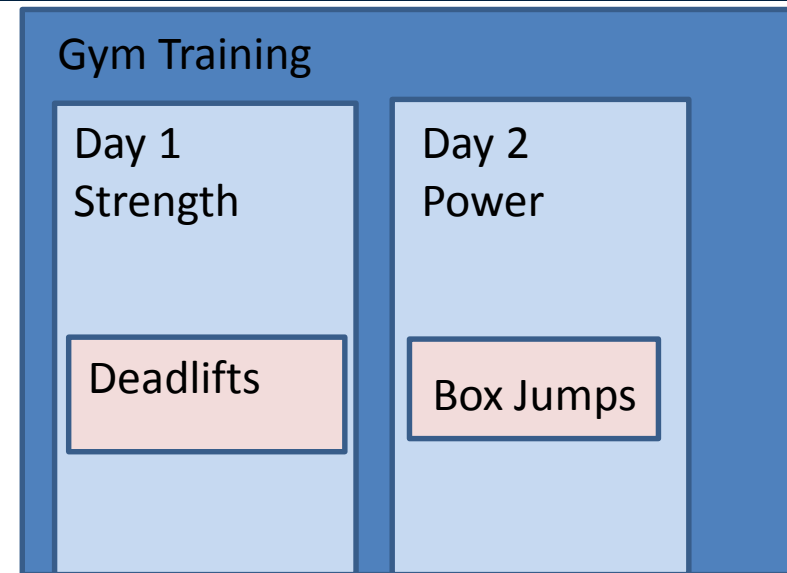 Gym Training
Day 1
Strength
Deadlifts
Day 2
Power
Box Jumps